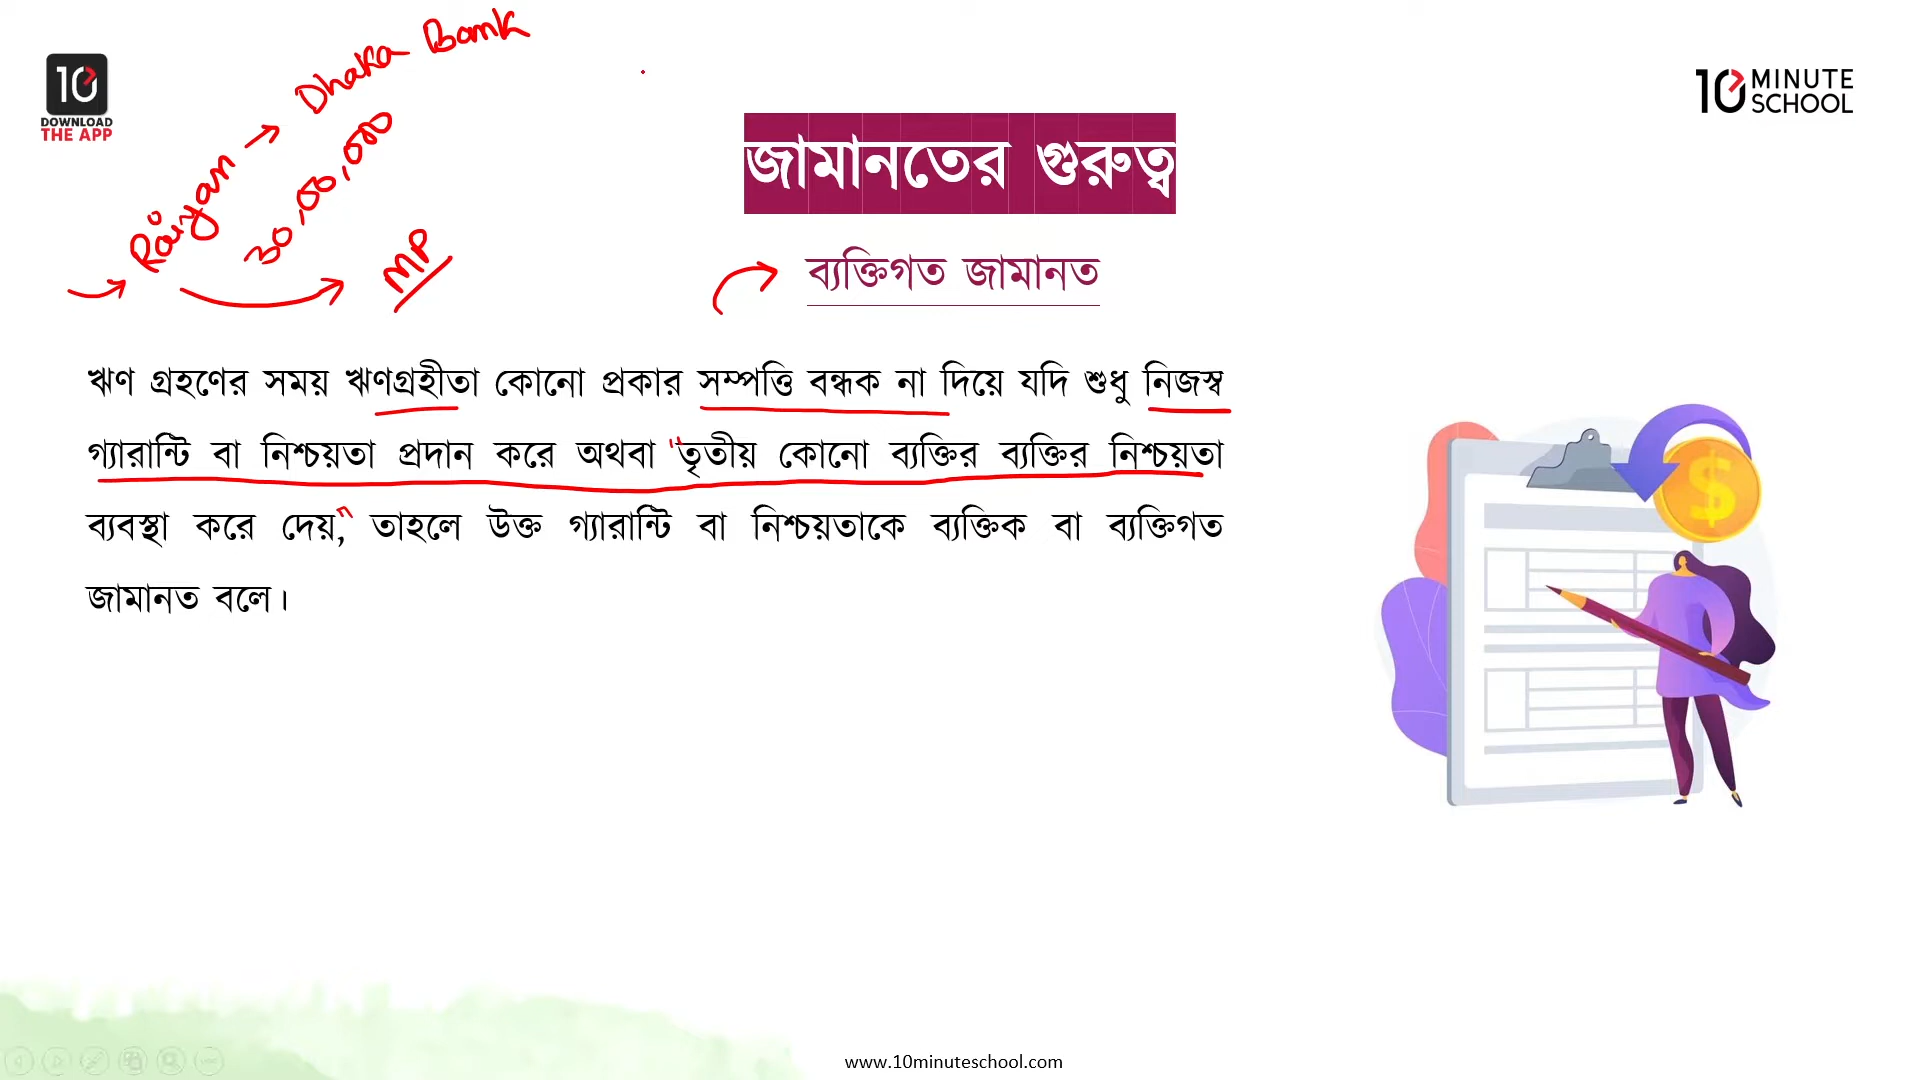 Raiyan → Dhaka Bank
30,00,000
MP
10
DOWNLOAD
THE APP
10 MINUTE
SCHOOL
জামানতের গুরুত্ব
ব্যক্তিগত জামানত
ঋণ গ্রহণের সময় ঋণগ্রহীতা কোনো প্রকার সম্পত্তি বন্ধক না দিয়ে যদি শুধু নিজস্ব
গ্যারান্টি বা নিশ্চয়তা প্রদান করে অথবা "তৃতীয় কোনো ব্যক্তির ব্যক্তির নিশ্চয়তা
ব্যবস্থা করে দেয়," তাহলে উক্ত গ্যারান্টি বা নিশ্চয়তাকে ব্যক্তিক বা ব্যক্তিগত
জামানত বলে।
www.10minuteschool.com